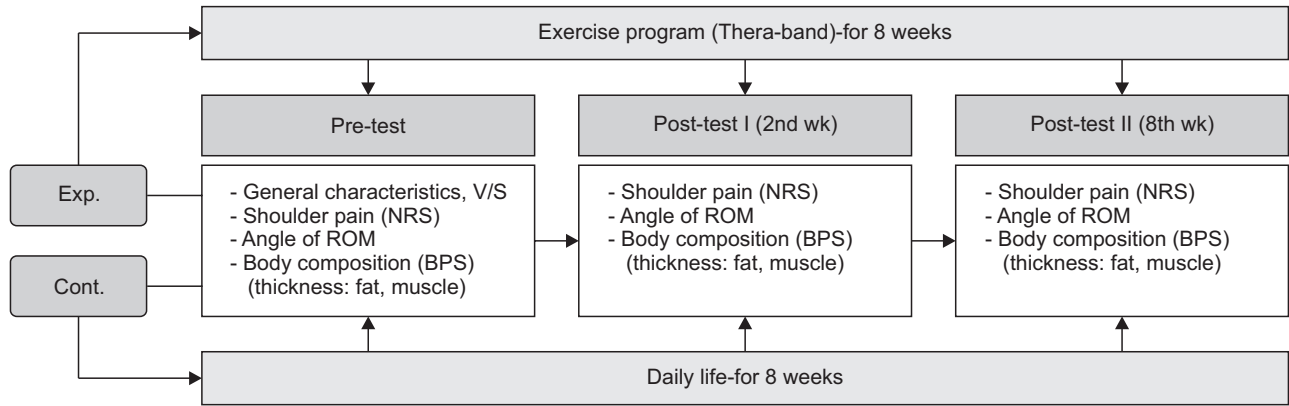 Exercise program (Thera-band)-for 8 weeks
Pre-test
Post-test I (2nd wk)
Post-test II (8th wk)
Exp.
Cont.
- General characteristics, V/S
- Shoulder pain (NRS)
- Angle of ROM
- Body composition (BPS)
(thickness: fat, muscle)
- Shoulder pain (NRS)
- Angle of ROM
- Body composition (BPS)
(thickness: fat, muscle)
- Shoulder pain (NRS)
- Angle of ROM
- Body composition (BPS)
(thickness: fat, muscle)
Daily life-for 8 weeks